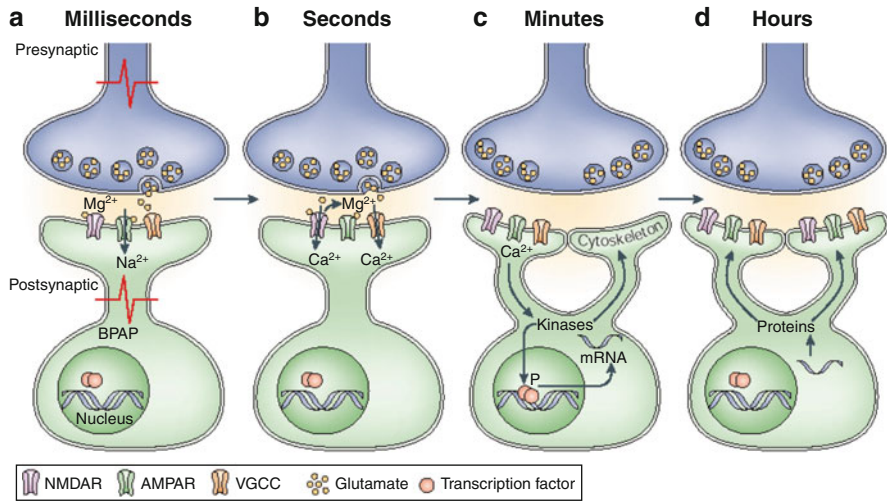 a Milliseconds
Presynaptic
Mg2+
Na2+
Postsynaptic
BPAP
Nucleus
b Seconds
Mg2+
Ca2+ Ca2+
c Minutes
Ca2+
Cytoskeleton
Kinases
mRNA
P
d Hours
Proteins
NMDAR AMPAR VGCC Glutamate Transcription factor